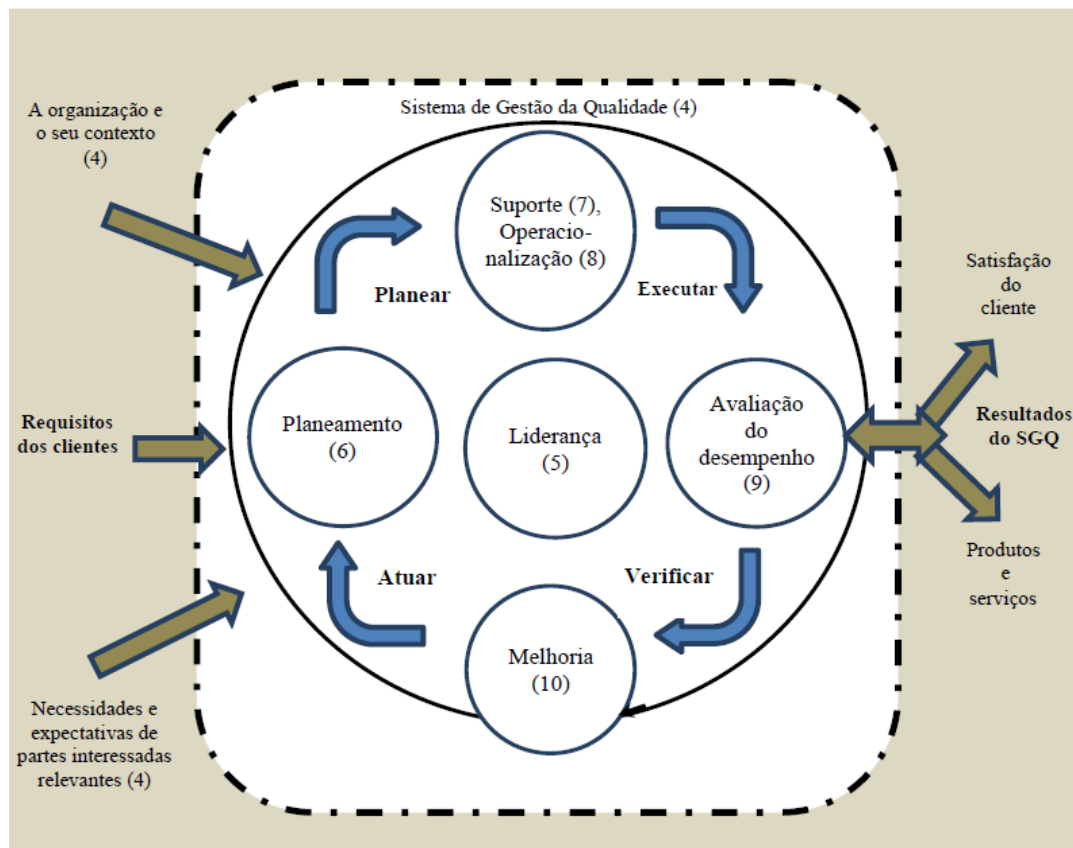 Sistema de Gestão da Qualidade (4)
A organização e
o seu contexto
(4)
Requisitos
dos clientes
Necessidades e
expectativas de
partes interessadas
relevantes (4)
Suporte (7),
Operacio-
nalização (8)
Planear
Executar
Planeamento
(6)
Liderança
(5)
Avaliação
do
desempenho
(9)
Atuar
Verificar
Melhoria
(10)
Satisfação
do
cliente
Resultados
do SGQ
Produtos
e
serviços